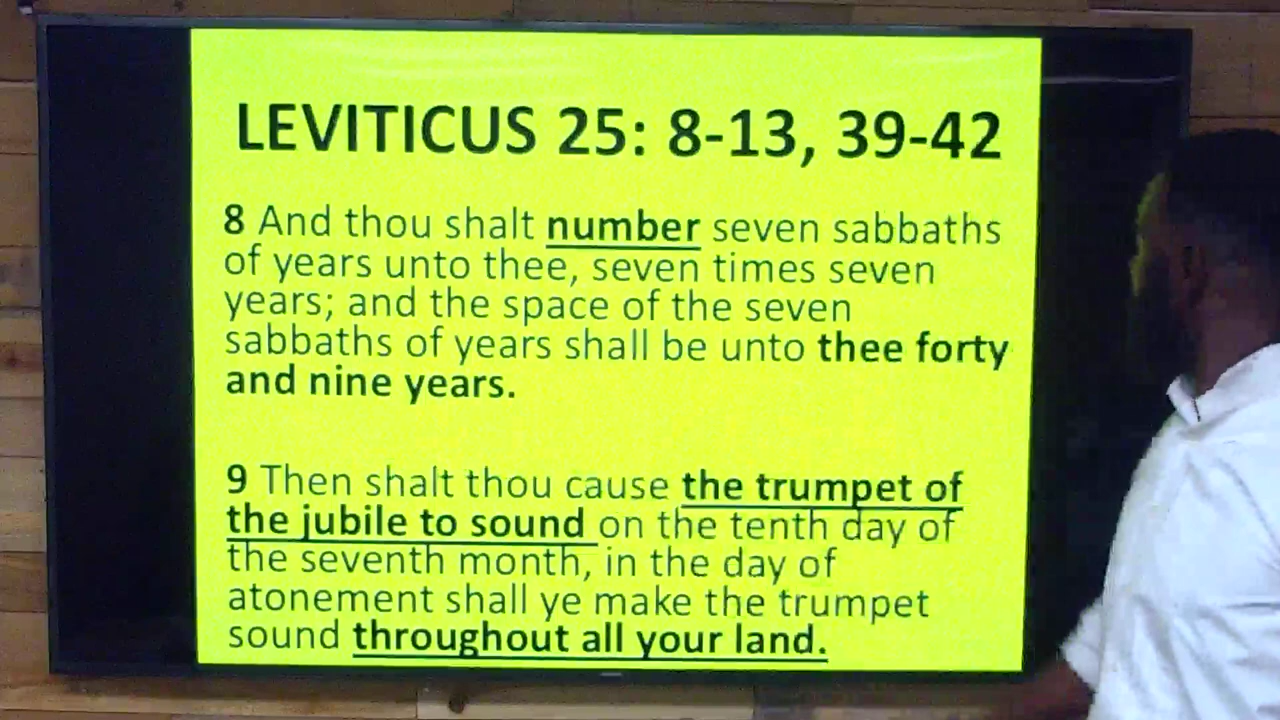 LEVITICUS 25: 8-13, 39-42
8 And thou shalt number seven sabbaths
of years unto thee, seven times seven
years; and the space of the seven
sabbaths of years shall be unto thee forty
and nine years.
9 Then shalt thou cause the trumpet of
the jubile to sound on the tenth day of
the seventh month, in the day of
atonement shall ye make the trumpet
sound throughout all your land.